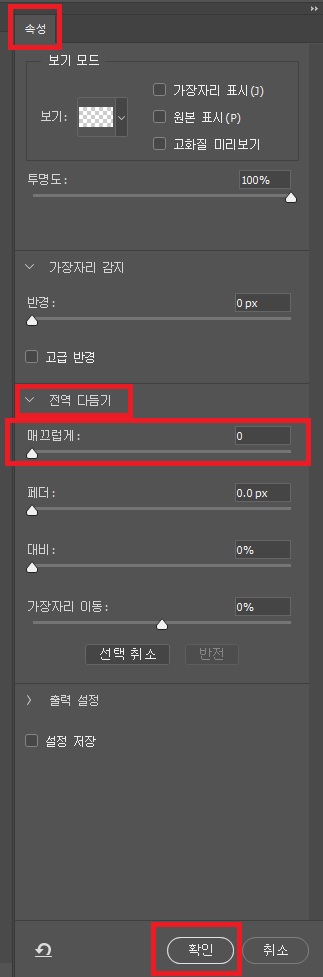 속성
보기 모드
보기:
가장자리 표시(J)
원본 표시(P)
고화질 미리보기
투명도: 100%
가장자리 감지
반경: 0 px
고급 반경
전역 다듬기
매끄럽게: 0
페더: 0.0 px
대비: 0%
가장자리 이동: 0%
선택 취소 반전
출력 설정
설정 저장
확인 취소